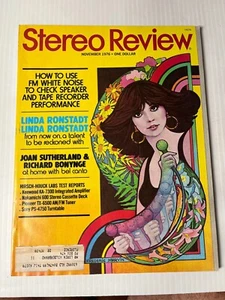 Stereo Review
NOVEMBER 1976 • ONE DOLLAR
HOW TO USE
FM WHITE NOISE
TO CHECK SPEAKER
AND TAPE RECORDER
PERFORMANCE
LINDA RONSTADT
LINDA RONSTADT
from now on, a talent
to be reckoned with
JOAN SUTHERLAND &
RICHARD BONYNGE
at home with bel canto
HIRSCH-HOUCK LABS TEST REPORTS
Kenwood KA-7300 Integrated Amplifier
Nakamichi 600 Stereo Cassette Deck
Pioneer TX-9500 AM/FM Tuner
Sony PS-4750 Turntable